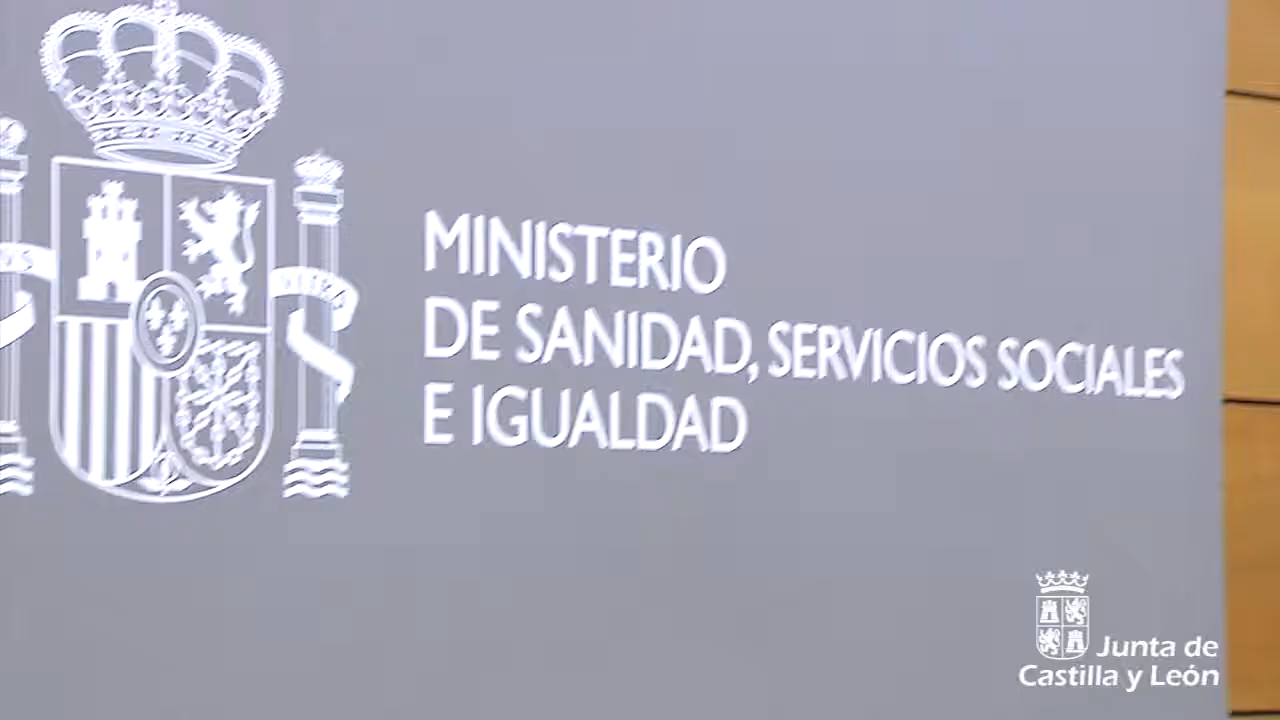 MINISTERIO
DE SANIDAD, SERVICIOS SOCIALES
E IGUALDAD
Junta de
Castilla y León